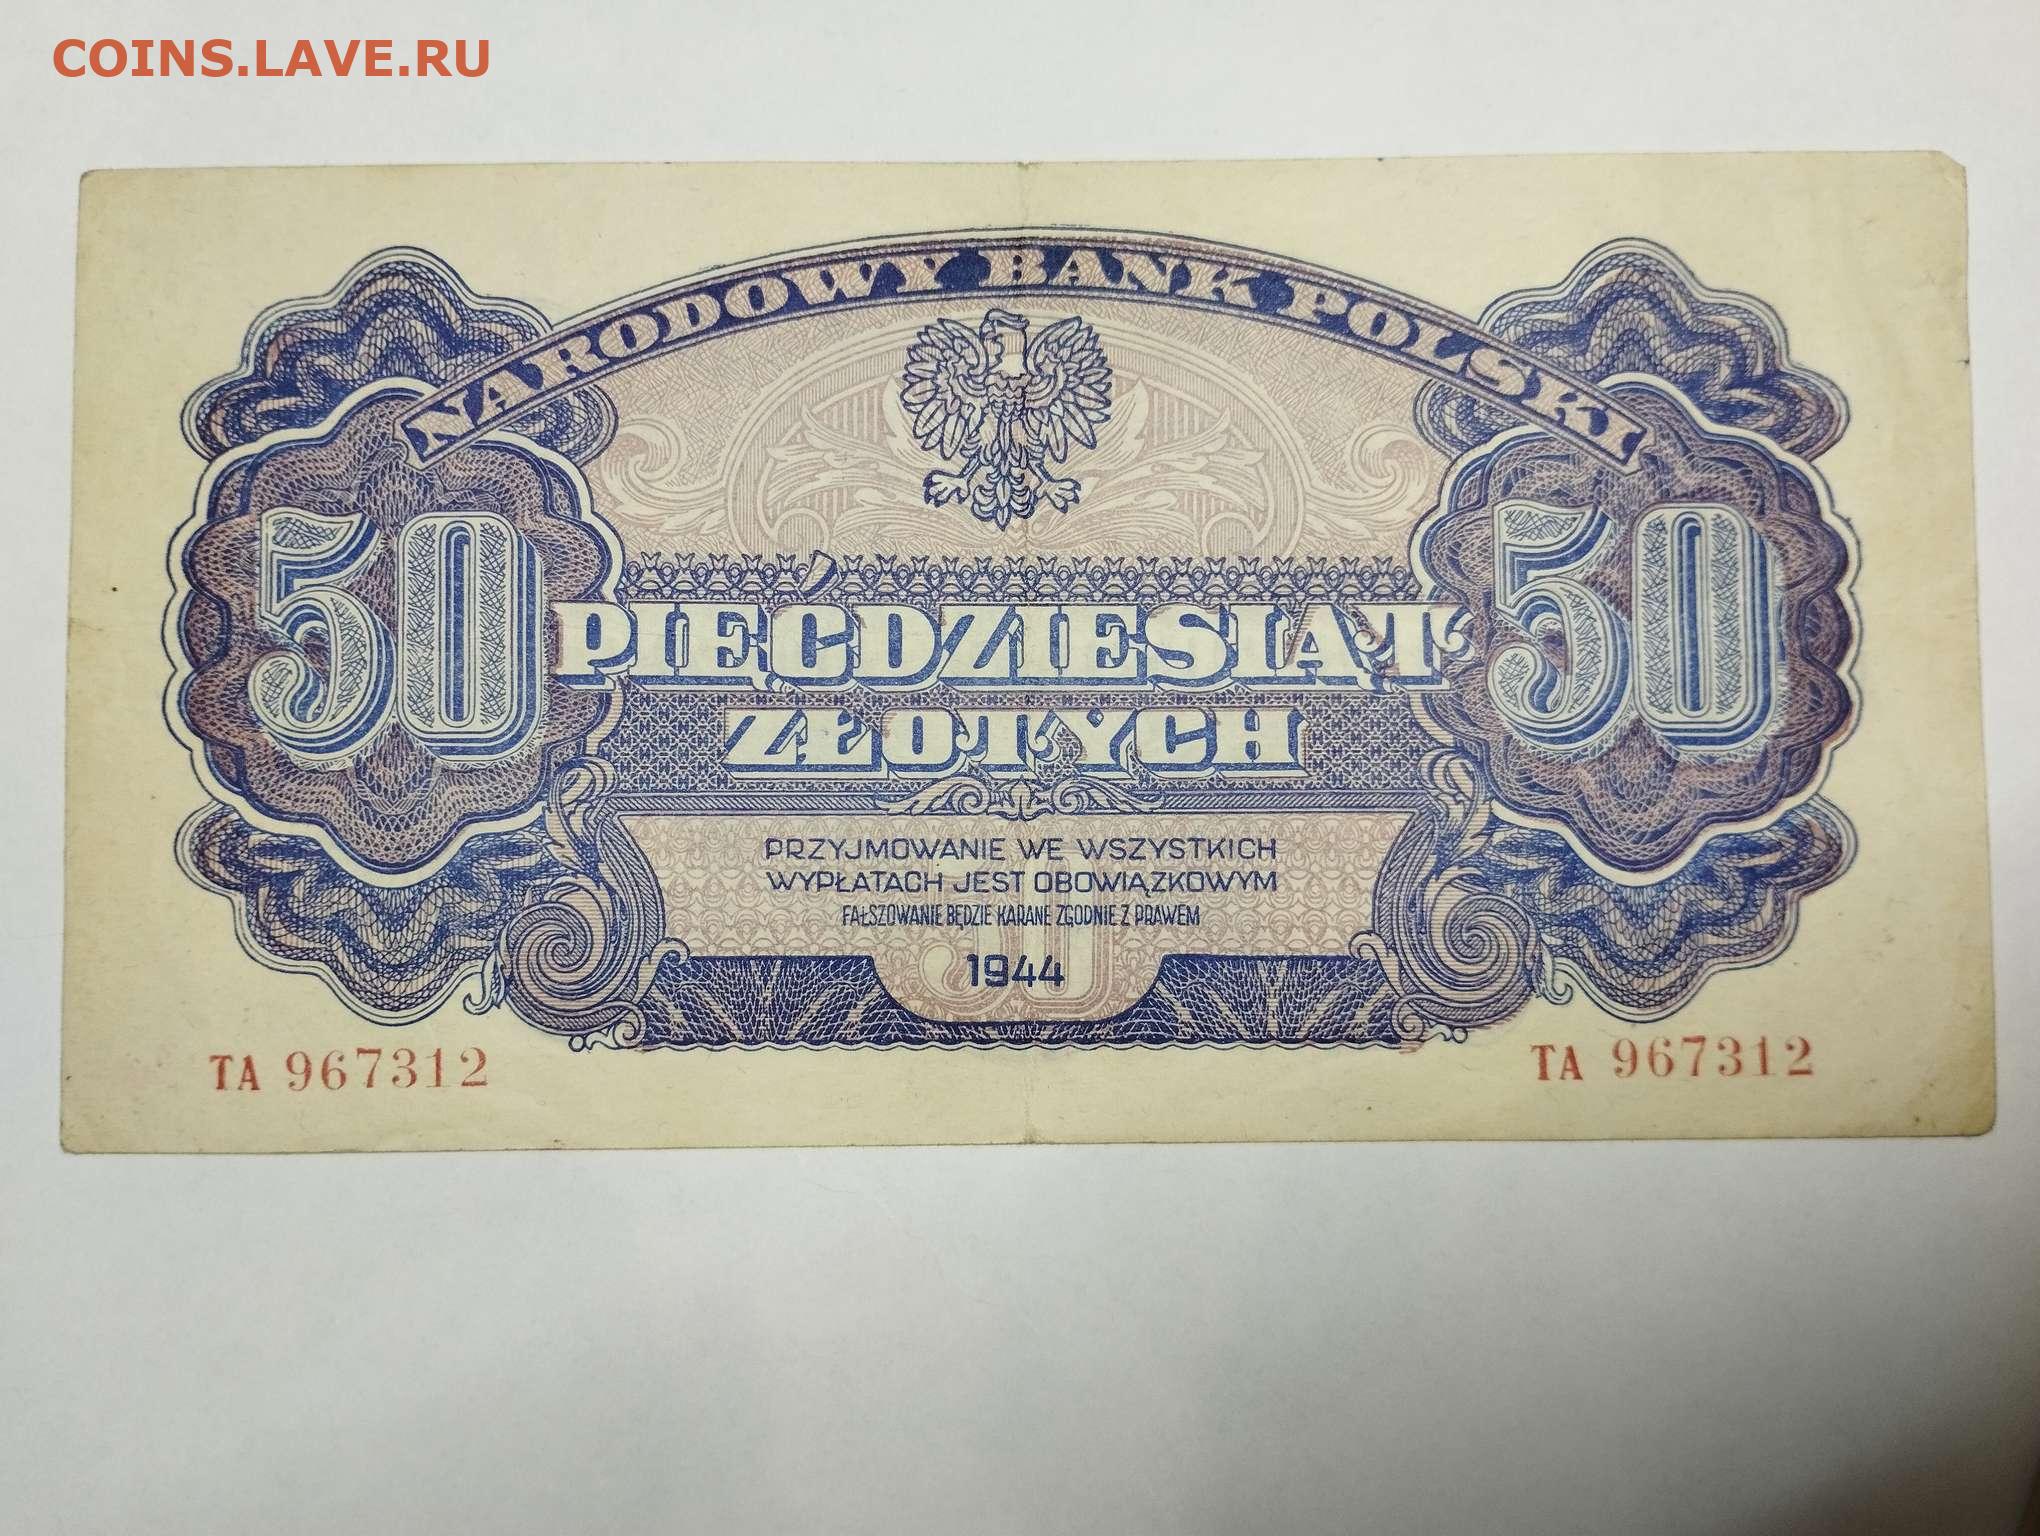 COINS.LAVE.RU
NARODOWY BANK POLSKI
50
50
PIĘĆDZIESIĄT
ZŁOTYCH
PRZYJMOWANIE WE WSZYSTKICH
WYPŁATACH JEST OBOWIĄZKOWYM
FAŁSZOWANIE BĘDZIE KARANE ZGODNIE Z PRAWEM
50
1944
TA 967312
TA 967312